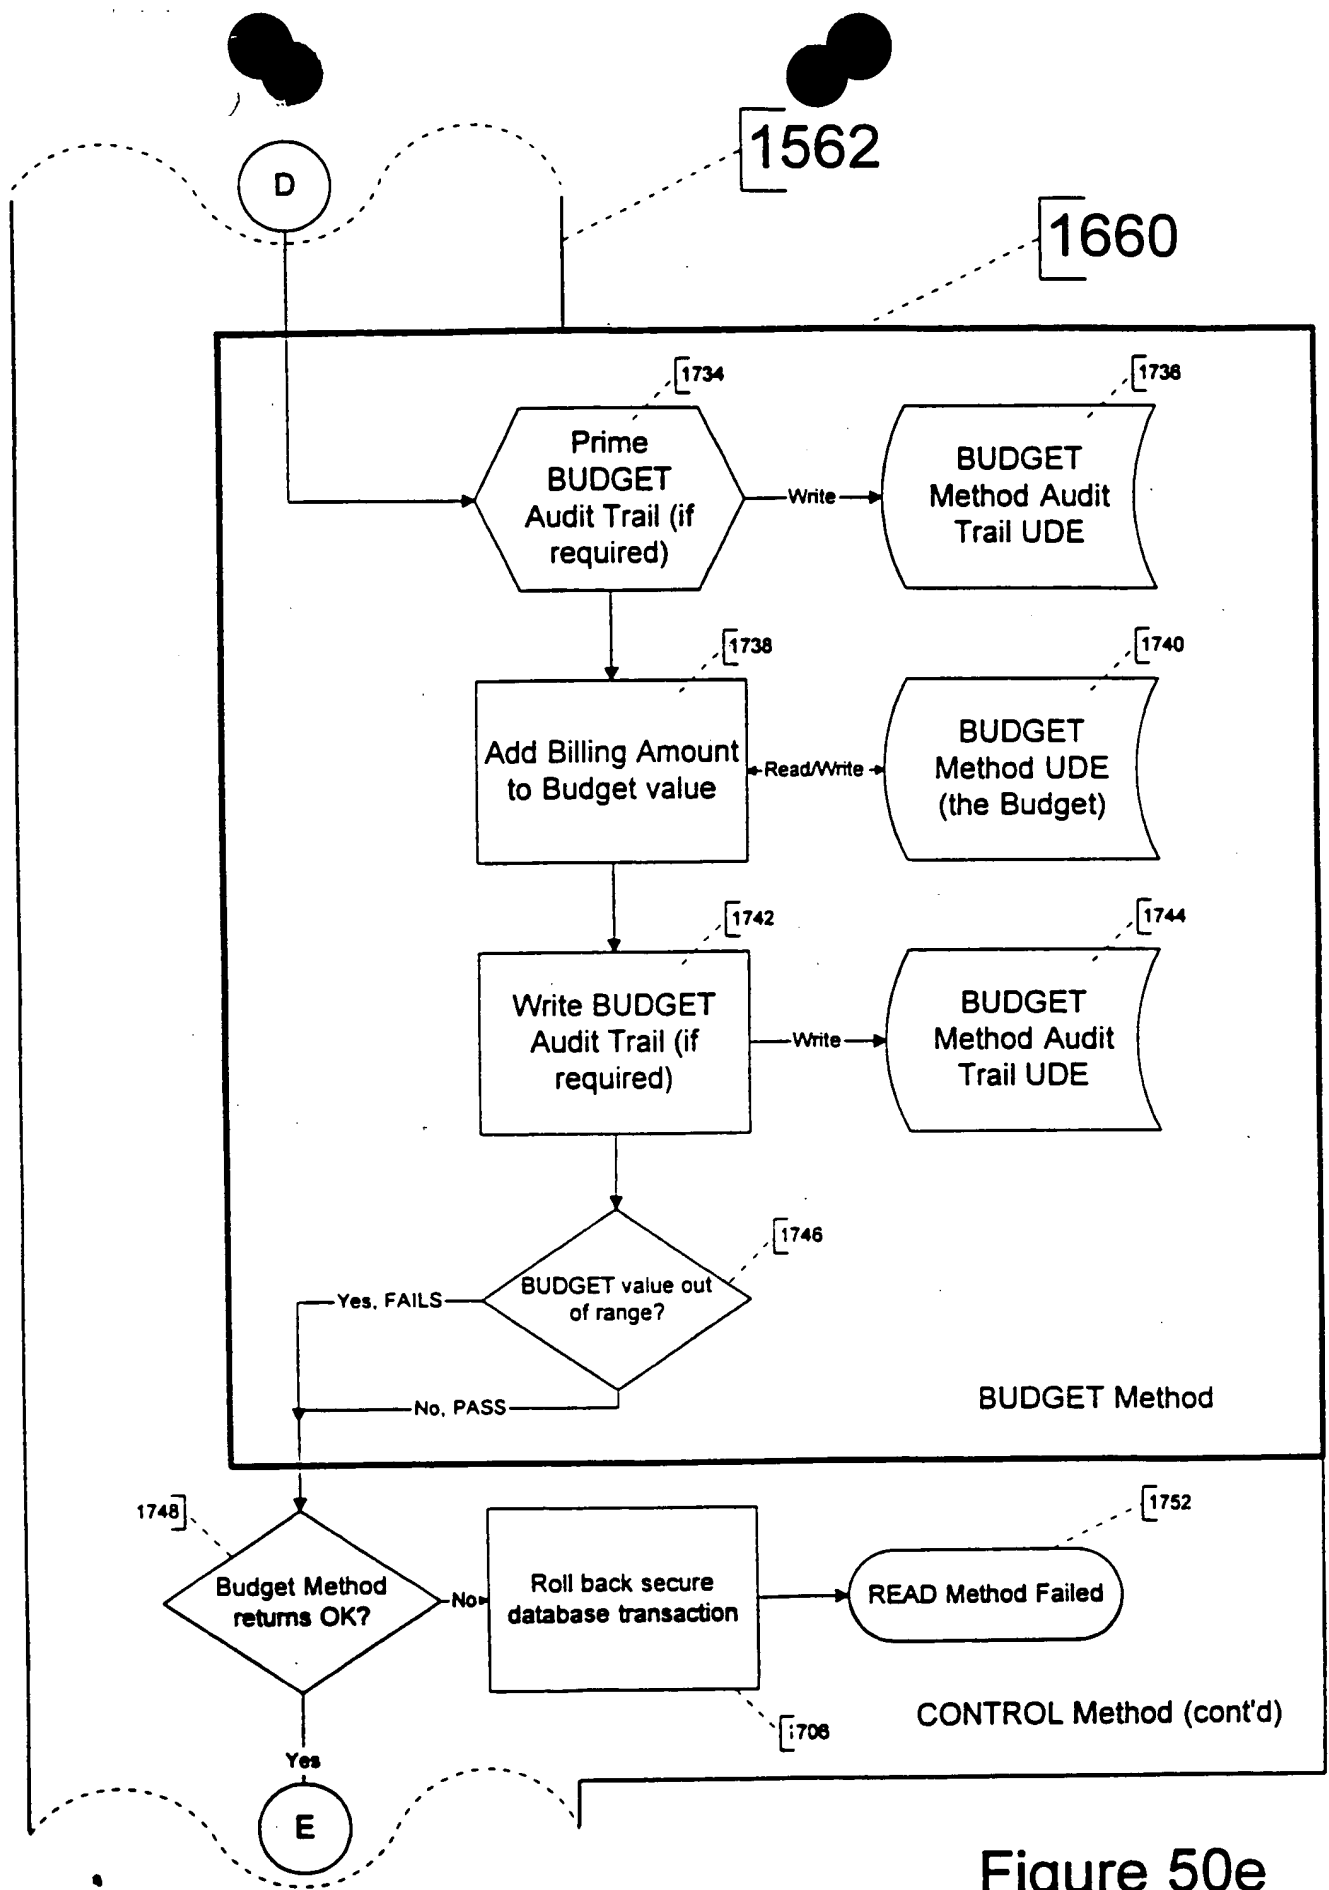 1562
D
1660
1734
1736
Prime
BUDGET
Audit Trail (if
required)
Write
BUDGET
Method Audit
Trail UDE
1738
1740
Add Billing Amount
to Budget value
Read/Write
BUDGET
Method UDE
(the Budget)
1742
1744
Write BUDGET
Audit Trail (if
required)
Write
BUDGET
Method Audit
Trail UDE
1746
BUDGET value out
of range?
Yes, FAILS
No, PASS
BUDGET Method
1748
1752
Budget Method
returns OK?
No
Roll back secure
database transaction
READ Method Failed
1706
CONTROL Method (cont'd)
Yes
E
Figure 50e